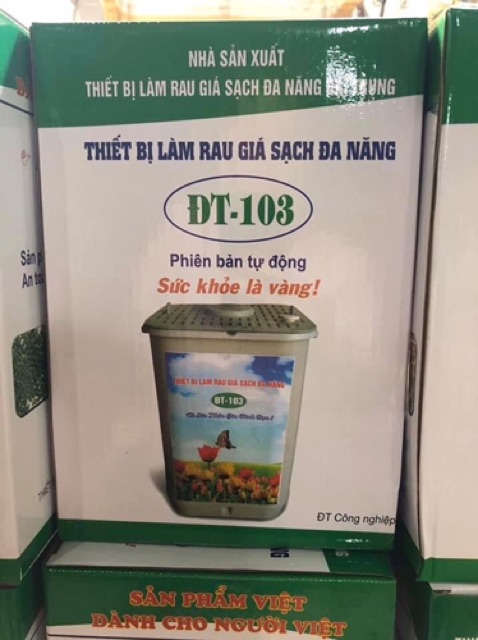 NHÀ SẢN XUẤT
THIẾT BỊ LÀM RAU GIÁ SẠCH ĐA NĂNG
THIẾT BỊ LÀM RAU GIÁ SẠCH ĐA NĂNG
ĐT-103
Phiên bản tự động
Sức khỏe là vàng!
THIẾT BỊ LÀM RAU GIÁ SẠCH ĐA NĂNG
ĐT-103
ĐT Công nghiệp
SẢN PHẨM VIỆT
DÀNH CHO NGƯỜI VIỆT